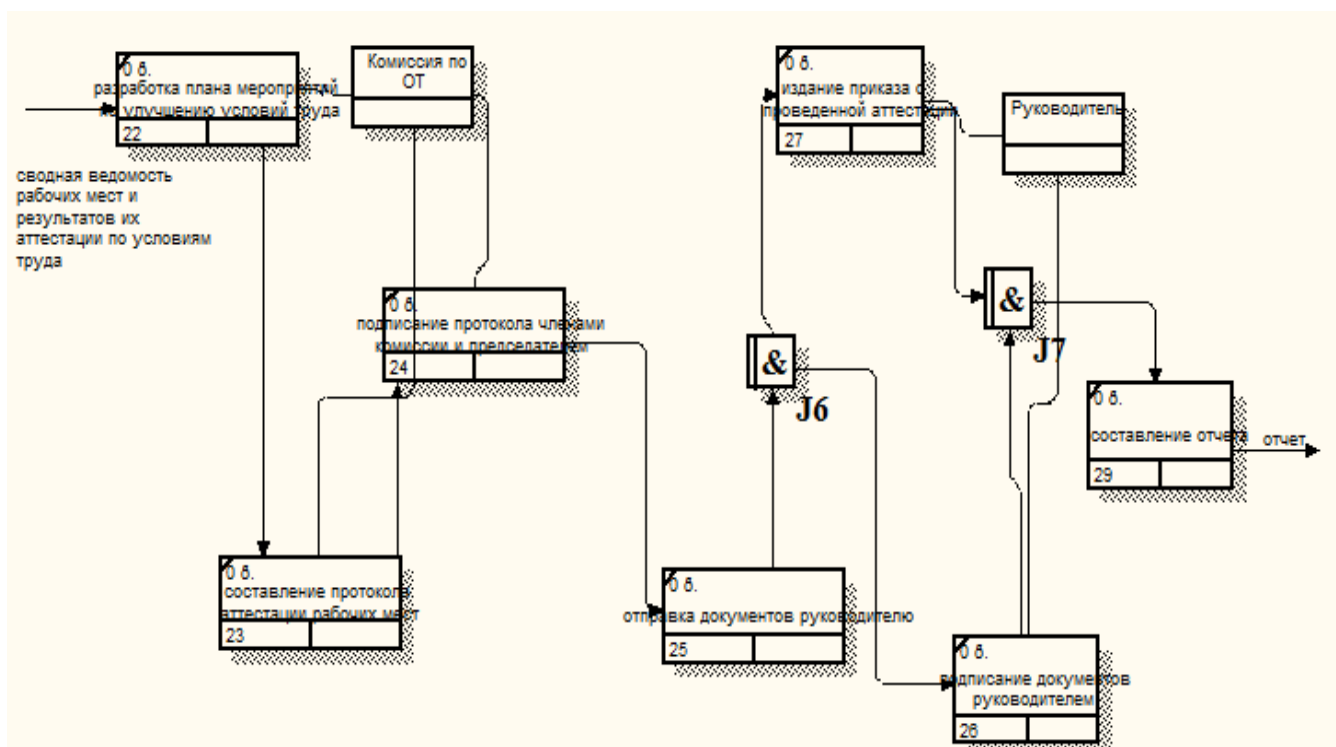 0 в.
разработка плана мероприятий
по улучшению условий труда
22
Комиссия по
ОТ
сводная ведомость
рабочих мест и
результатов их
аттестации по условиям
труда
0 в.
составление протокола
аттестации рабочих мест
23
0 в.
подписание протокола членами
комиссии и председателем
24
0 в.
отправка документов руководителю
25
&
J6
0 в.
издание приказа о
проведенной аттестации
27
Руководитель
&
J7
0 в.
подписание документов
руководителем
26
0 в.
составление отчета
29
отчет